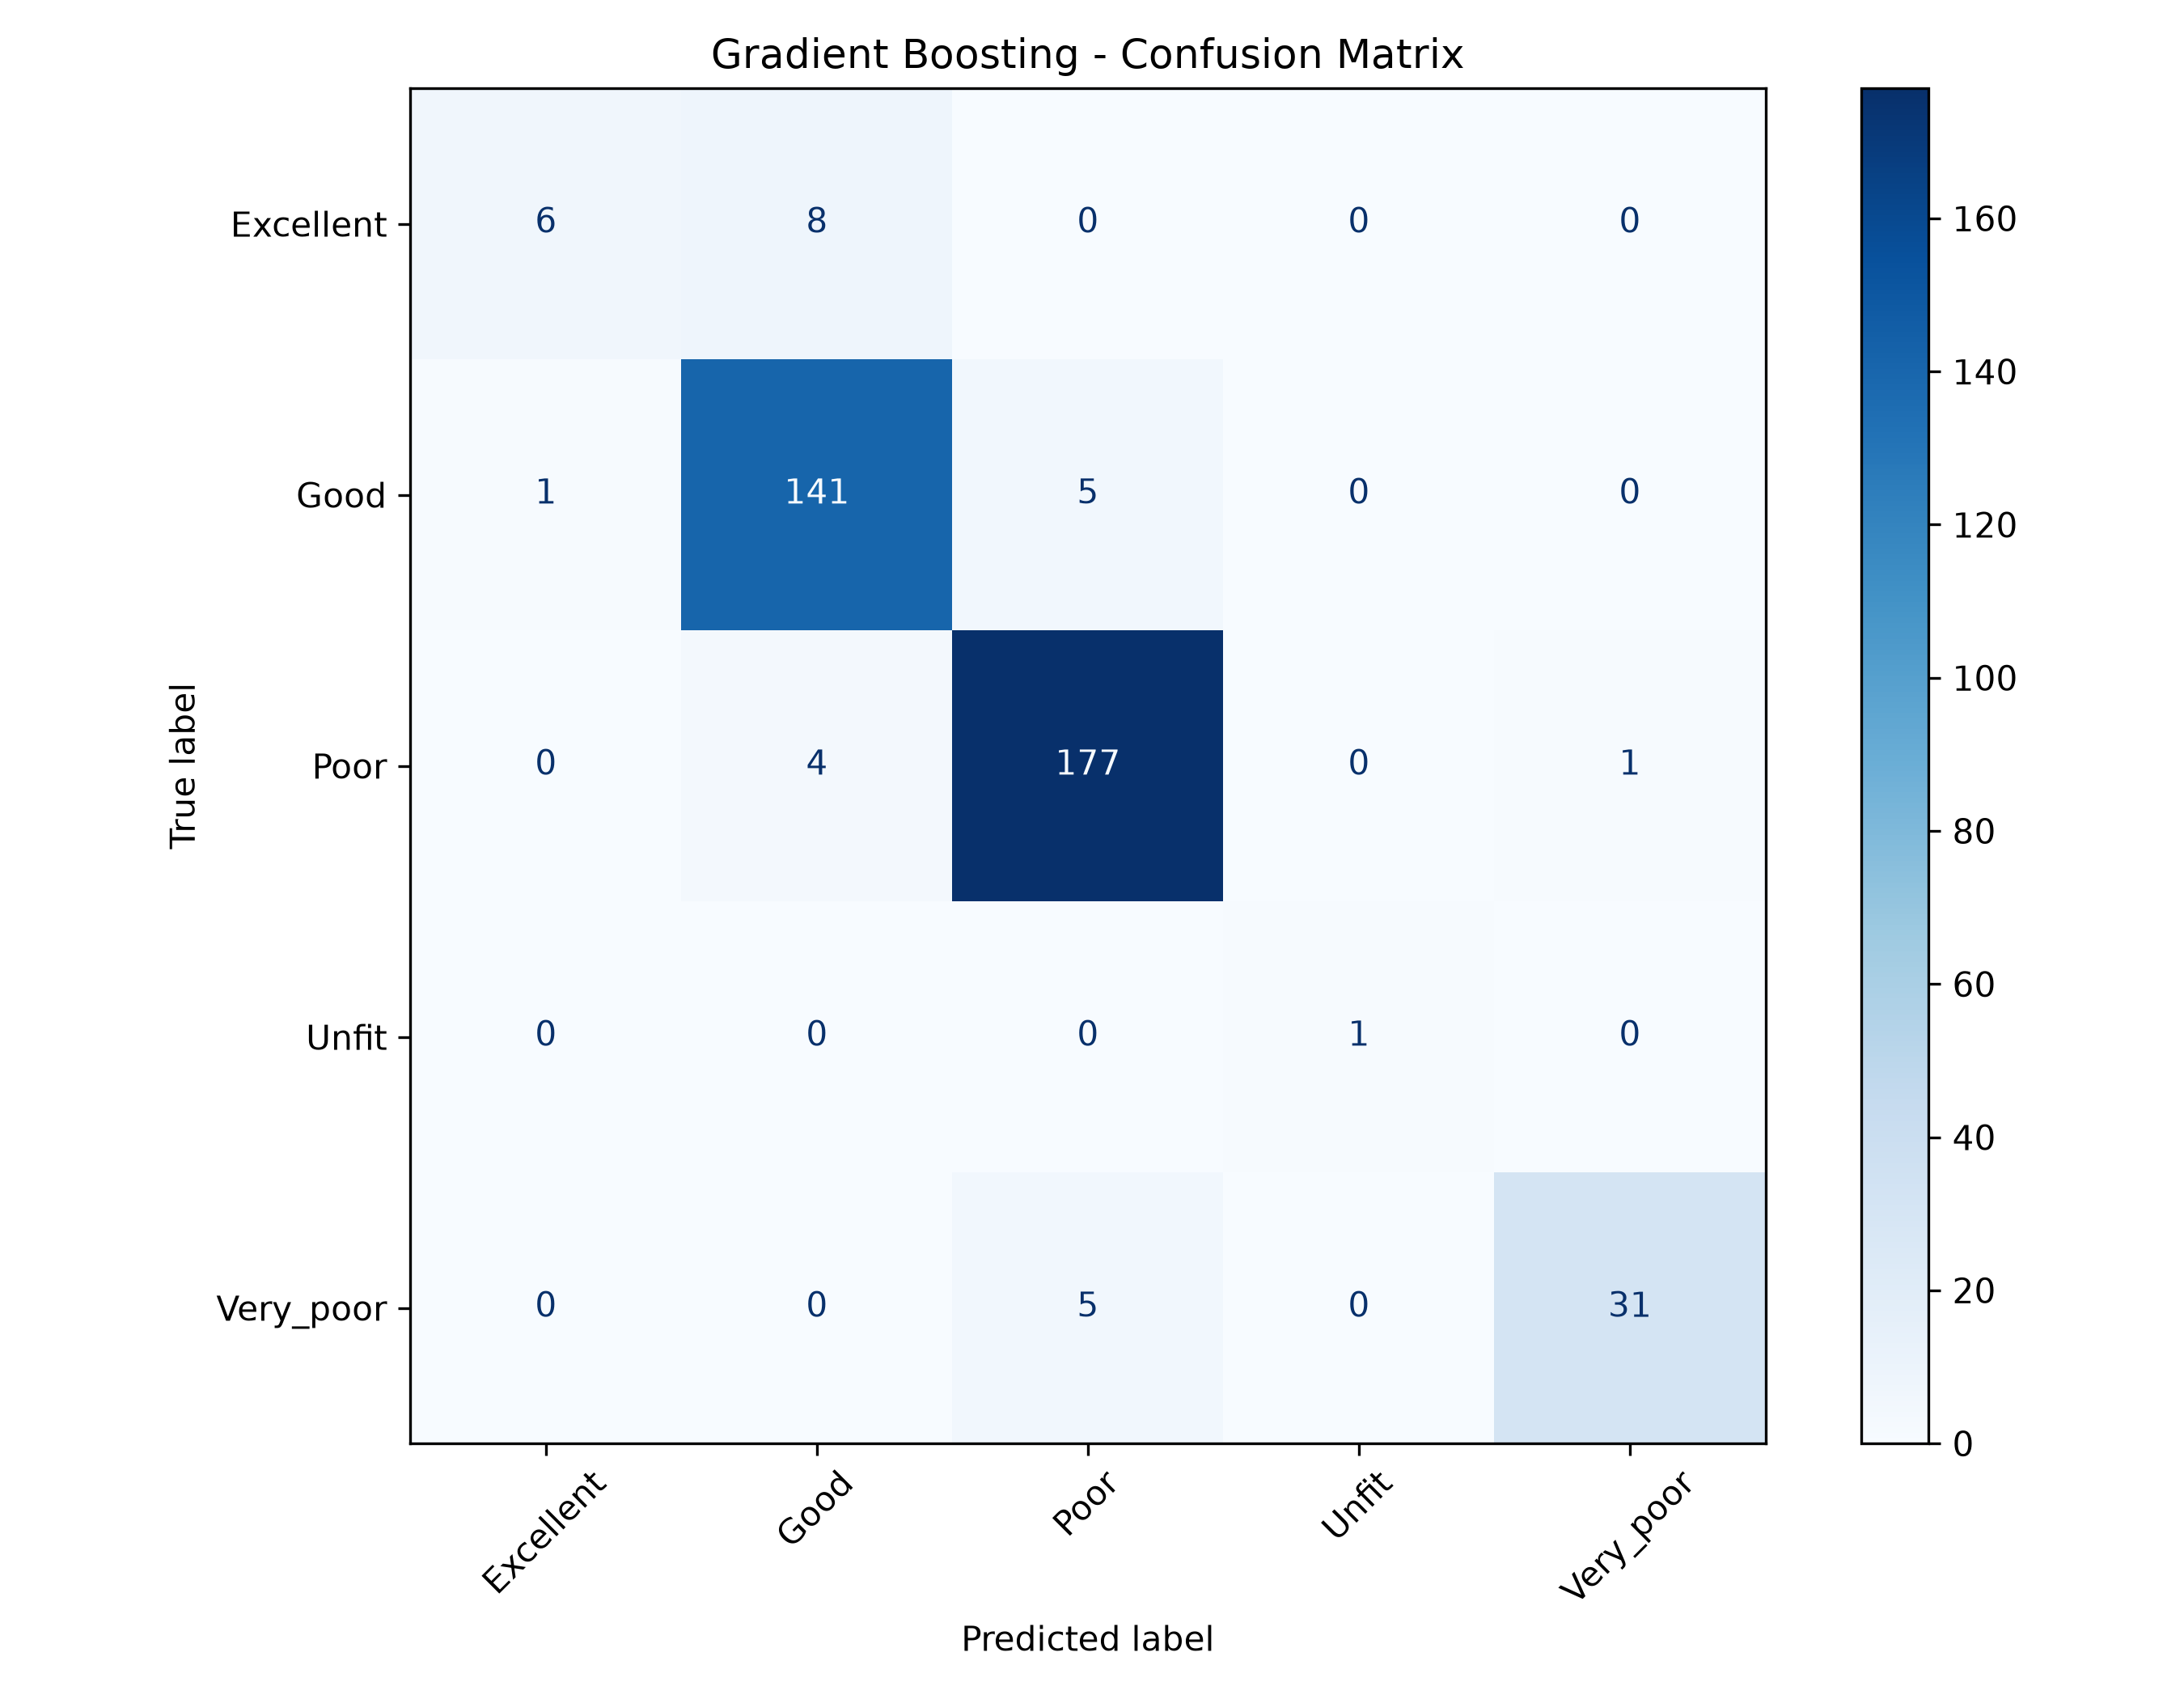 Gradient Boosting - Confusion Matrix
Excellent 6 8 0 0 0
Good 1 141 5 0 0
Poor 0 4 177 0 1
Unfit 0 0 0 1 0
Very_poor 0 0 5 0 31
True label
Excellent Good Poor Unfit Very_poor
Predicted label
160
140
120
100
80
60
40
20
0